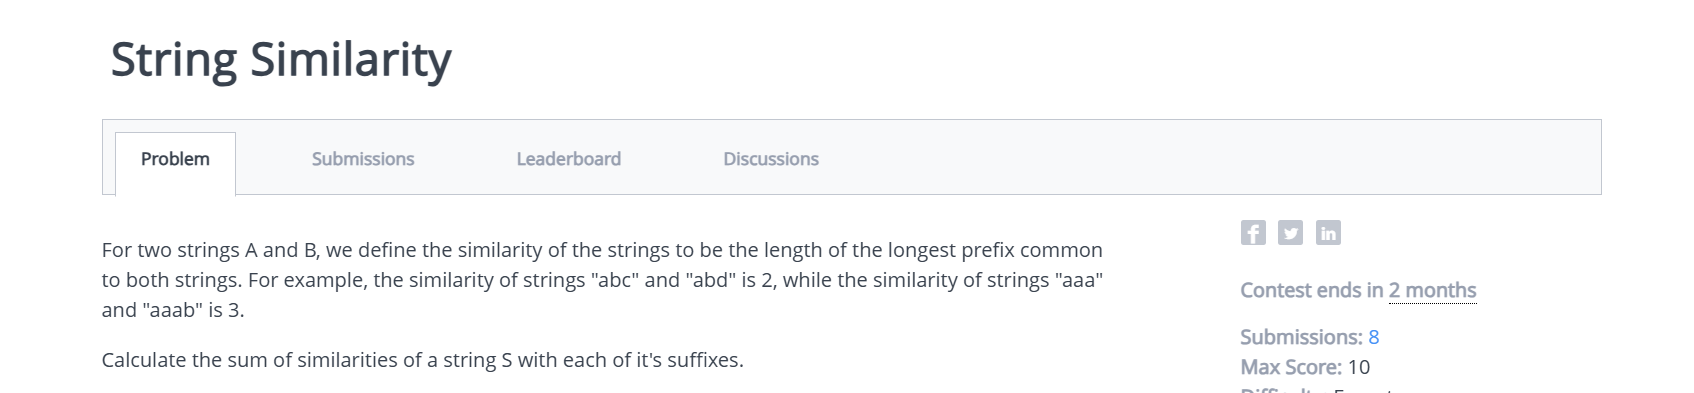 String Similarity
Problem
Submissions
Leaderboard
Discussions
For two strings A and B, we define the similarity of the strings to be the length of the longest prefix common
to both strings. For example, the similarity of strings "abc" and "abd" is 2, while the similarity of strings "aaa"
and "aaab" is 3.
Calculate the sum of similarities of a string S with each of it's suffixes.
Contest ends in 2 months
Submissions: 8
Max Score: 10